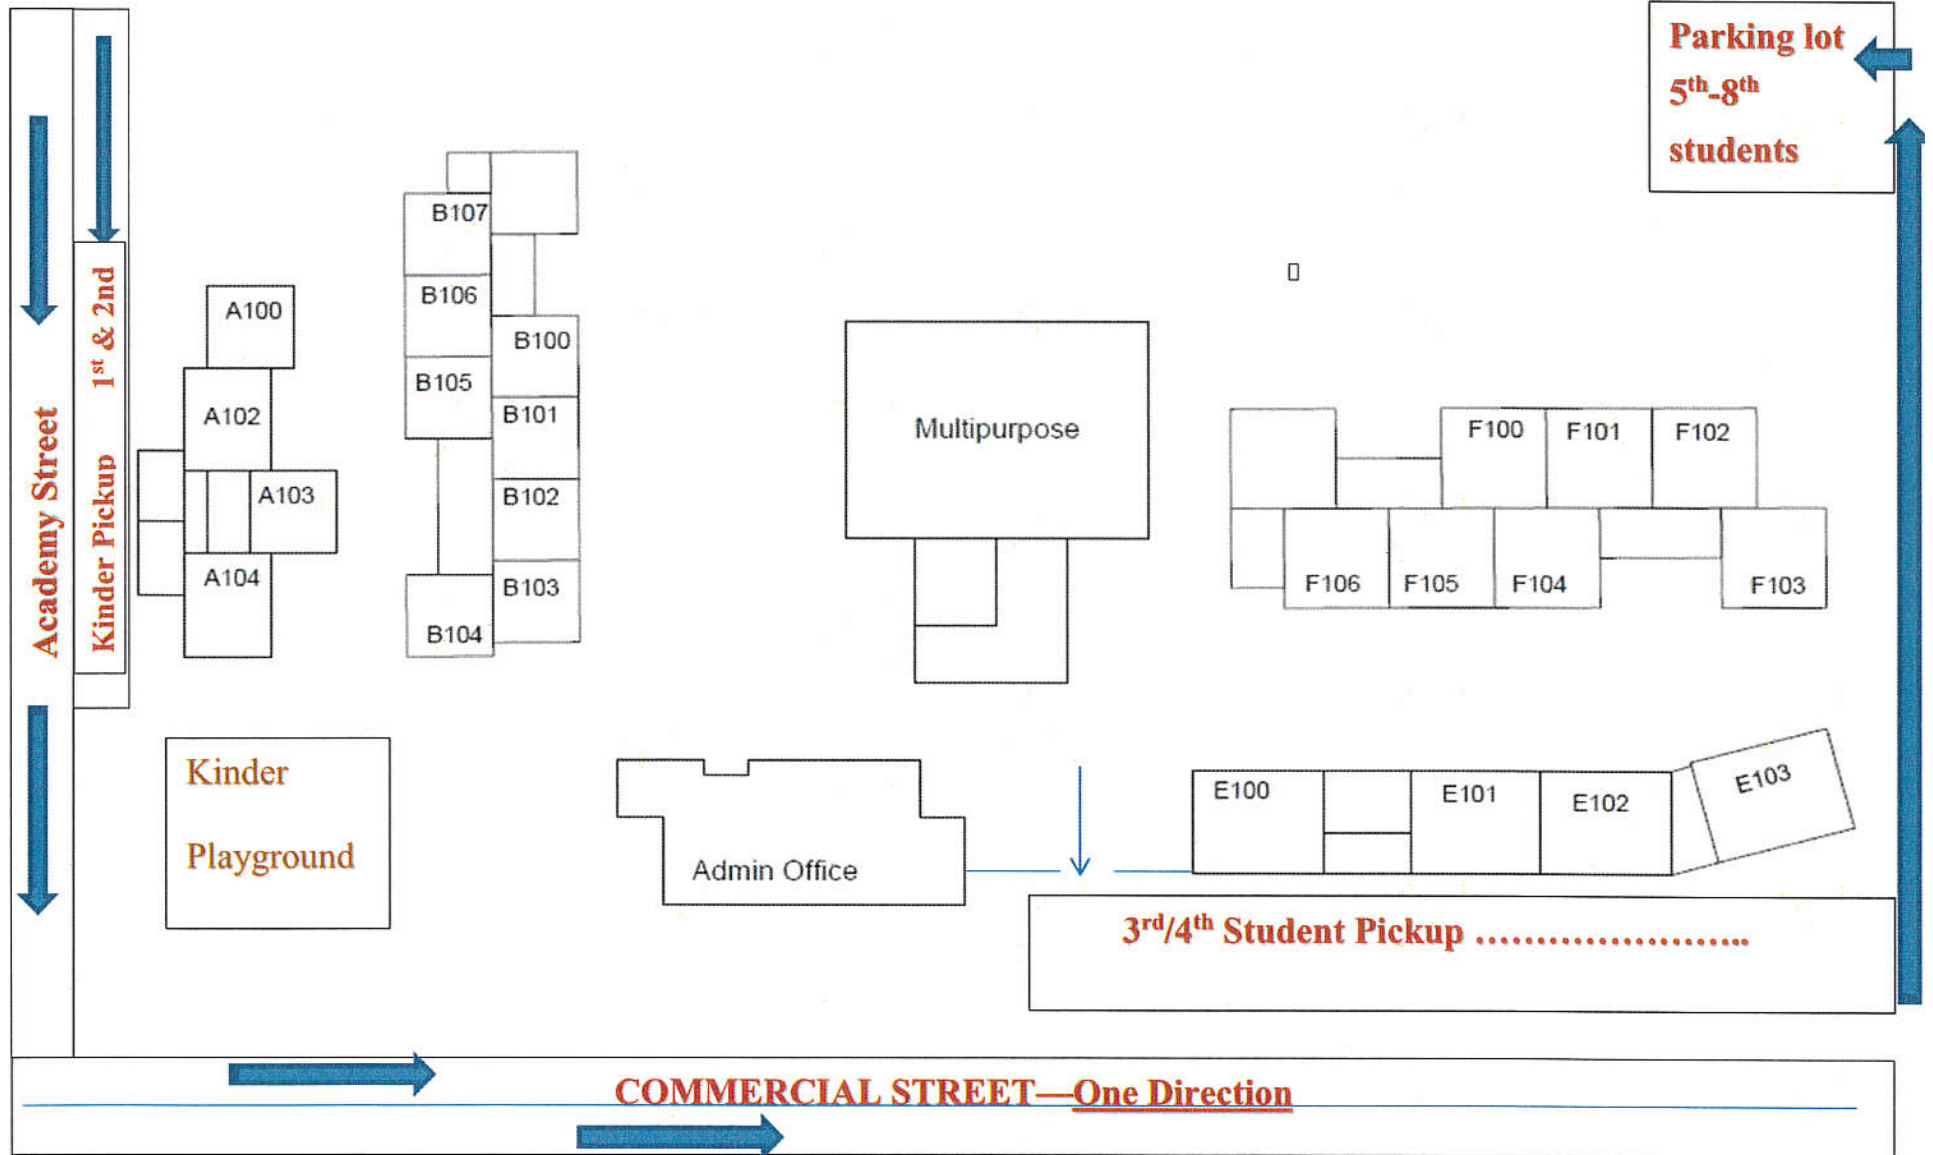 Parking lot
5th-8th
students
Academy Street
Kinder Pickup 1st & 2nd
A100
A102
A103
A104
B107
B106
B105
B100
B101
B102
B103
B104
Multipurpose
F100
F101
F102
F106
F105
F104
F103
Kinder
Playground
Admin Office
E100
E101
E102
E103
3rd/4th Student Pickup ……………………..
COMMERCIAL STREET—One Direction